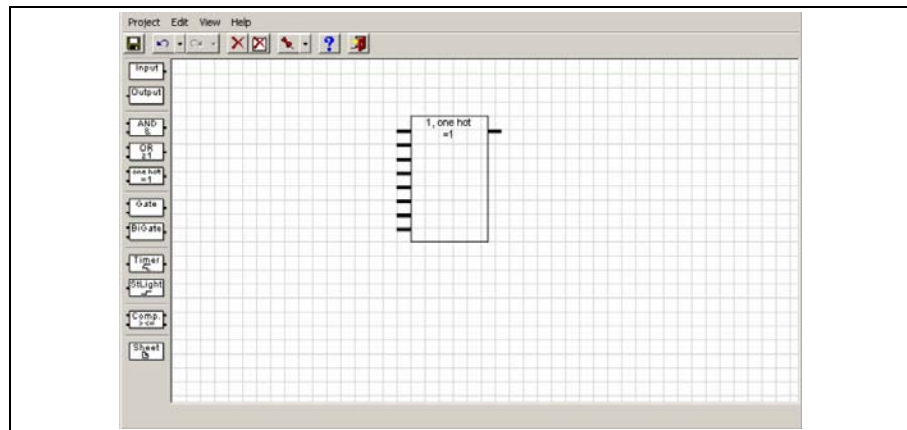 Project Edit View Help
Input
Output
AND
&
OR
≥1
one hot
=1
Gate
BiGate
Timer
StLight
Comp.
> <=
Sheet
1, one hot
=1